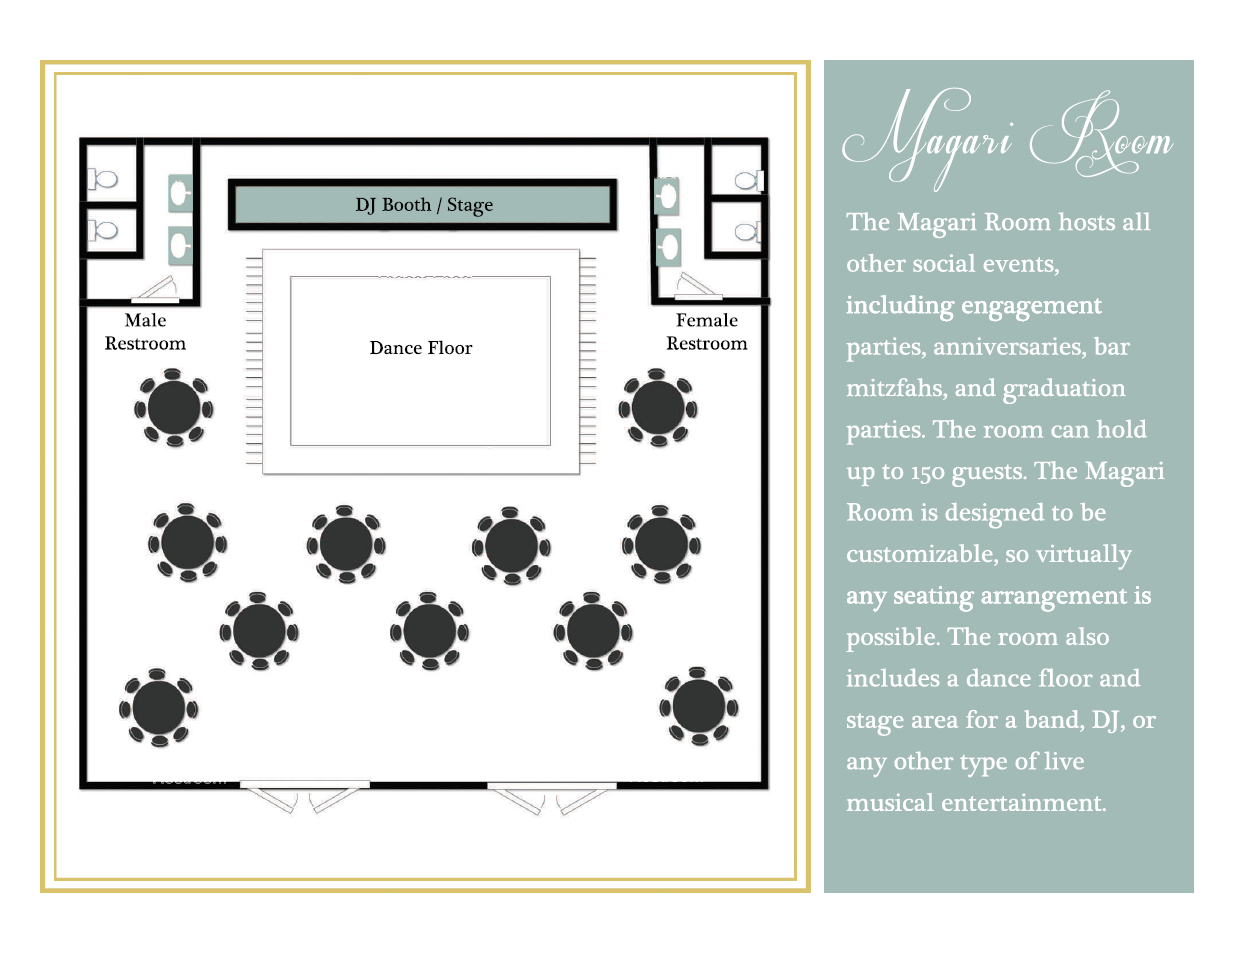 Magari Room
DJ Booth / Stage
Dance Floor
Male
Restroom
Female
Restroom
The Magari Room hosts all
other social events,
including engagement
parties, anniversaries, bar
mitzfahs, and graduation
parties. The room can hold
up to 150 guests. The Magari
Room is designed to be
customizable, so virtually
any seating arrangement is
possible. The room also
includes a dance floor and
stage area for a band, DJ, or
any other type of live
musical entertainment.